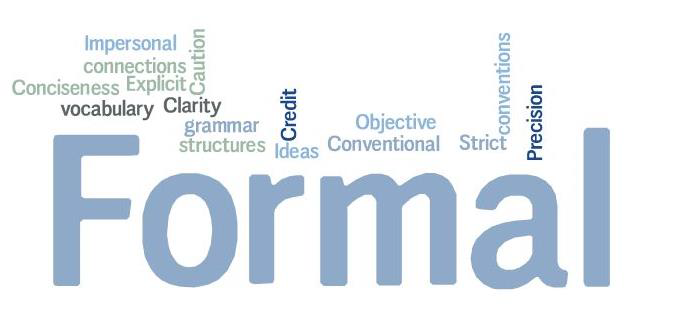 Impersonal
connections
Conciseness Explicit Caution
vocabulary Clarity
grammar
structures
Credit
Ideas
Objective
Conventional
Strict
conventions
Precision
Formal